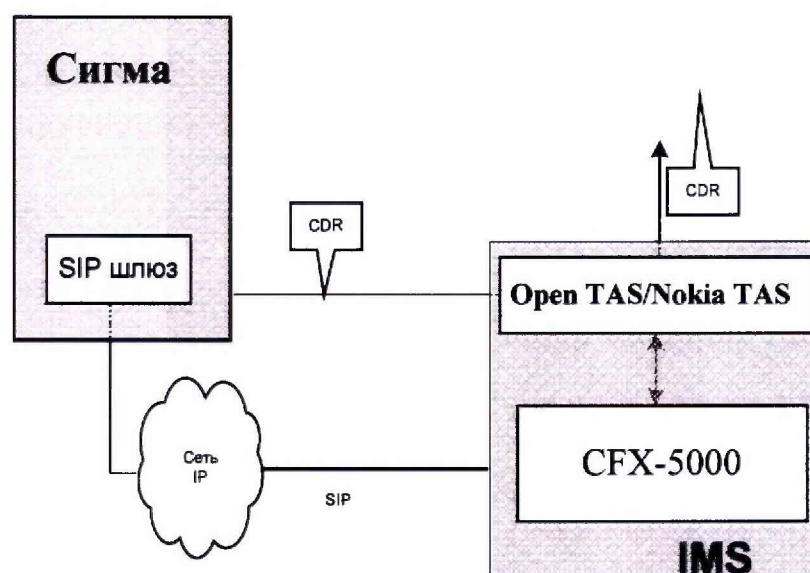 Сигма
CDR
CDR
SIP шлюз
Open TAS/Nokia TAS
Сеть
IP
CFX-5000
SIP
IMS